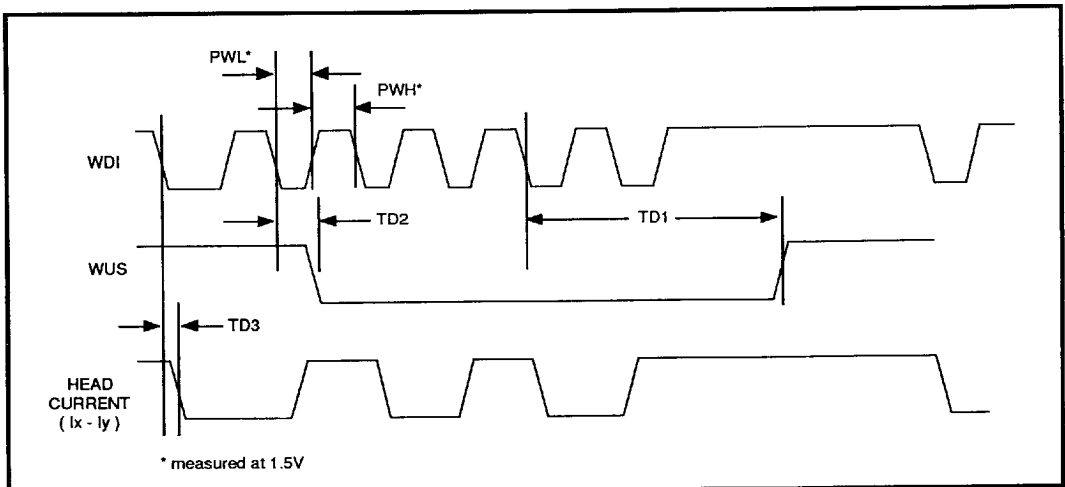 PWL*
PWH*
WDI
TD2
TD1
WUS
TD3
HEAD
CURRENT
( Ix - Iy )
* measured at 1.5V